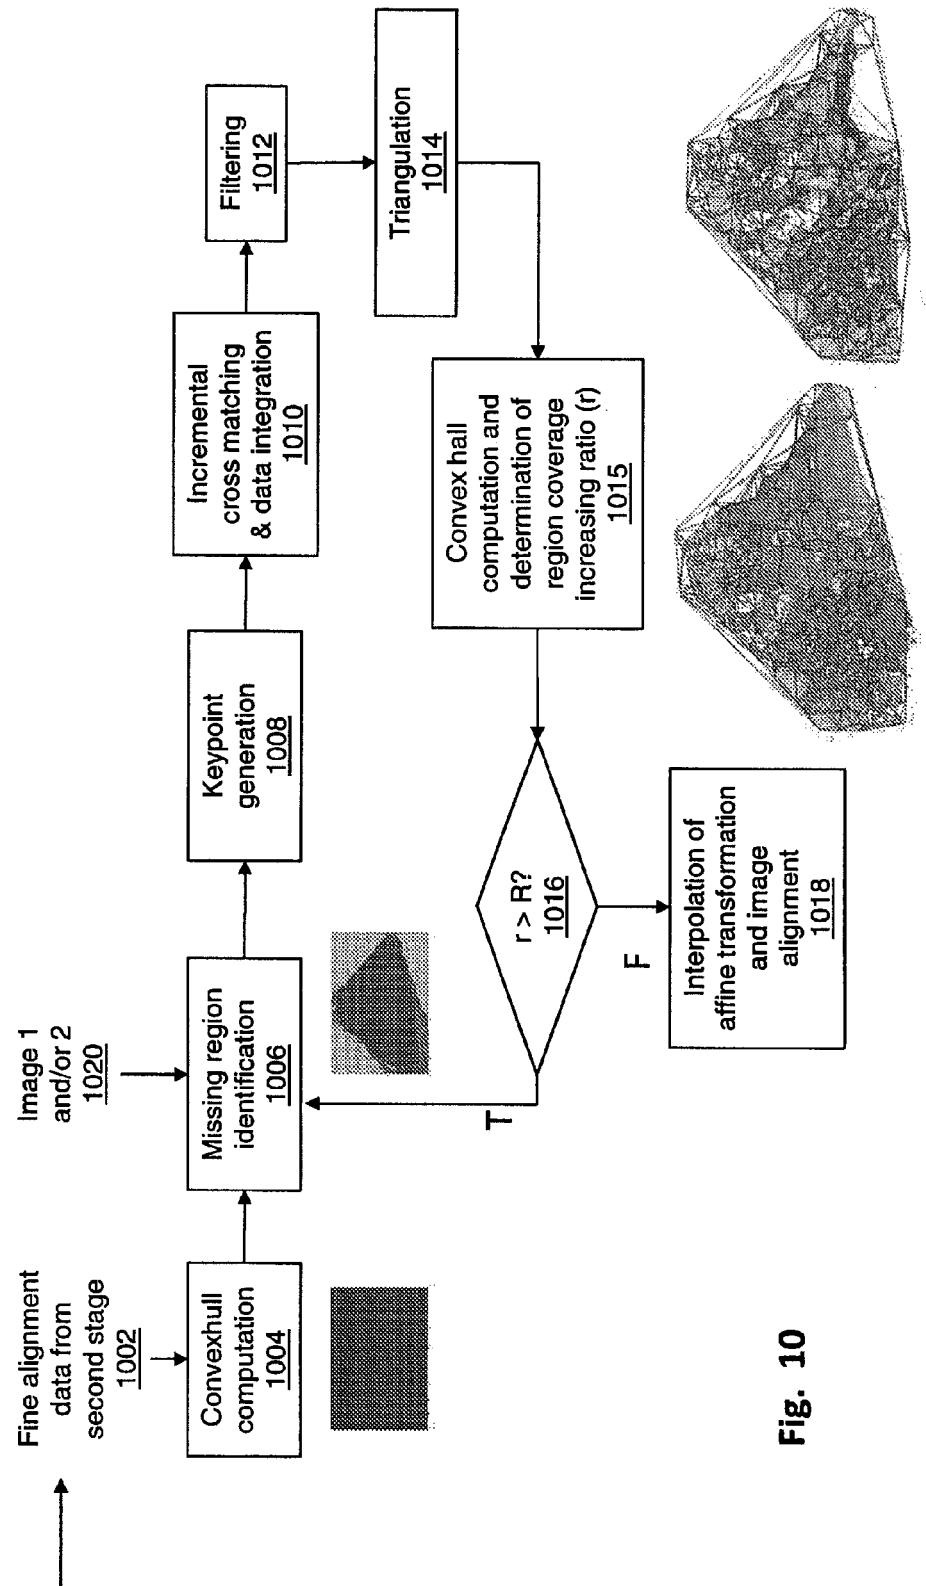 Fine alignment
data from
second stage
1002
Convexhull
computation
1004
Image 1
and/or 2
1020
Missing region
identification
1006
Keypoint
generation
1008
Incremental
cross matching
& data integration
1010
Filtering
1012
Triangulation
1014
Convex hall
computation and
determination of
region coverage
increasing ratio (r)
1015
r > R?
1016
T
F
Interpolation of
affine transformation
and image
alignment
1018
Fig. 10